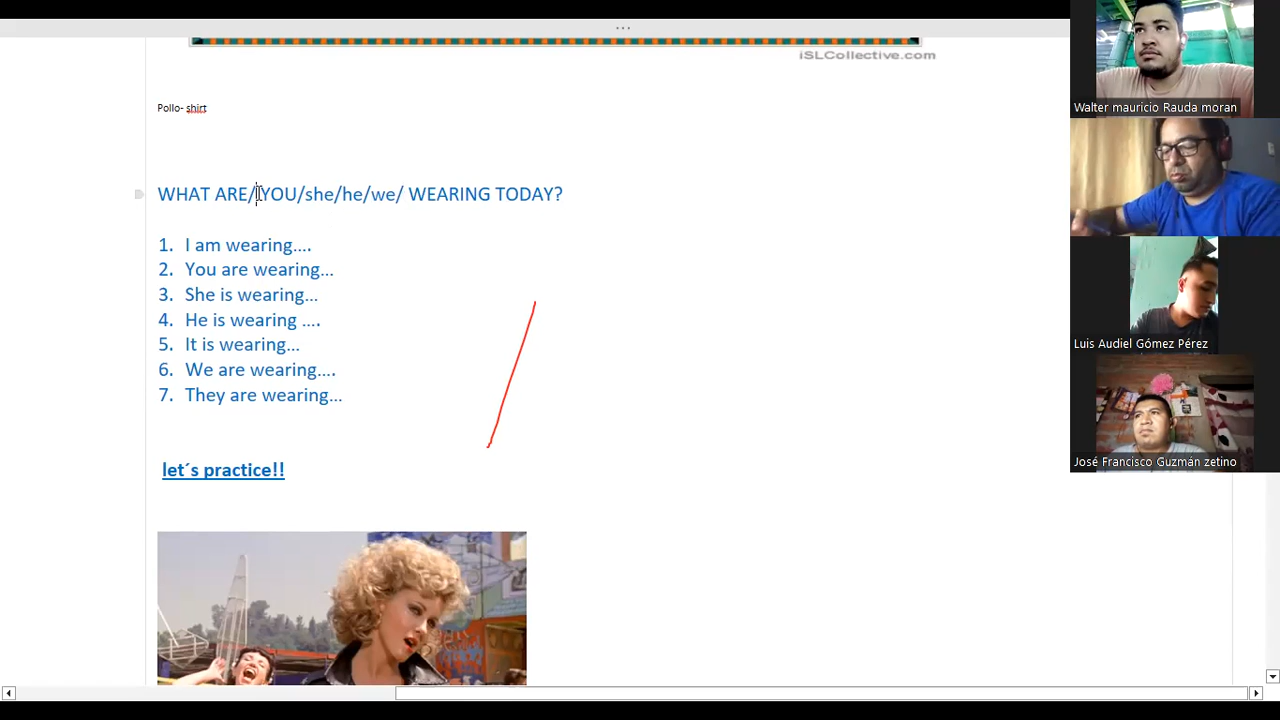 iSLCollective.com
Walter mauricio Rauda moran
Pollo- shirt
WHAT ARE/ YOU/she/he/we/ WEARING TODAY?
1. I am wearing....
2. You are wearing...
3. She is wearing...
4. He is wearing ....
5. It is wearing...
6. We are wearing....
7. They are wearing...
Luis Audiel Gómez Pérez
José Francisco Guzmán zetino
let´s practice!!